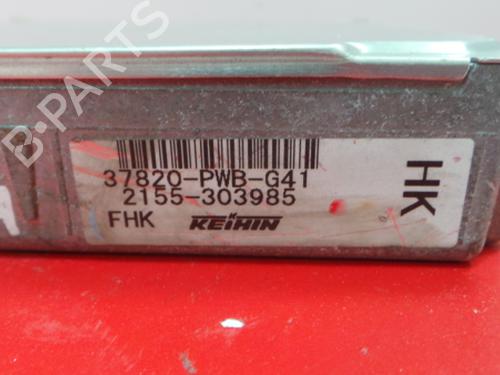 B-PARTS
37820-PWB-G41
2155-303985
FHK KEIHIN
HK